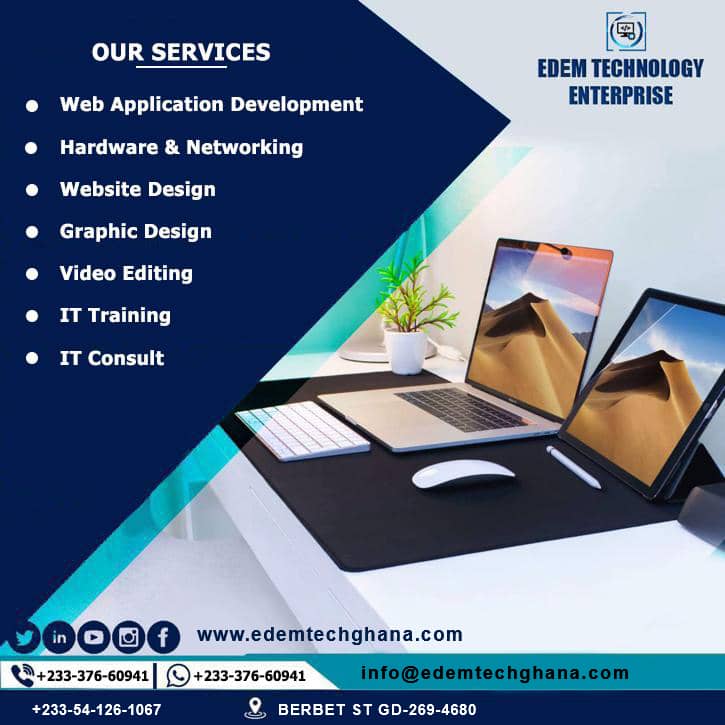 OUR SERVICES
EDEM TECHNOLOGY
ENTERPRISE
Web Application Development
Hardware & Networking
Website Design
Graphic Design
Video Editing
IT Training
IT Consult
www.edemtechghana.com
+233-376-60941
+233-376-60941
info@edemtechghana.com
+233-54-126-1067
BERBET ST GD-269-4680